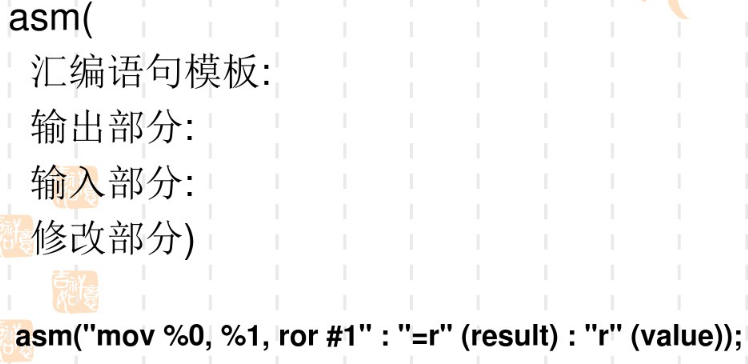 asm(
汇编语句模板:
输出部分:
输入部分:
修改部分)
asm("mov %0, %1, ror #1" : "=r" (result) : "r" (value));